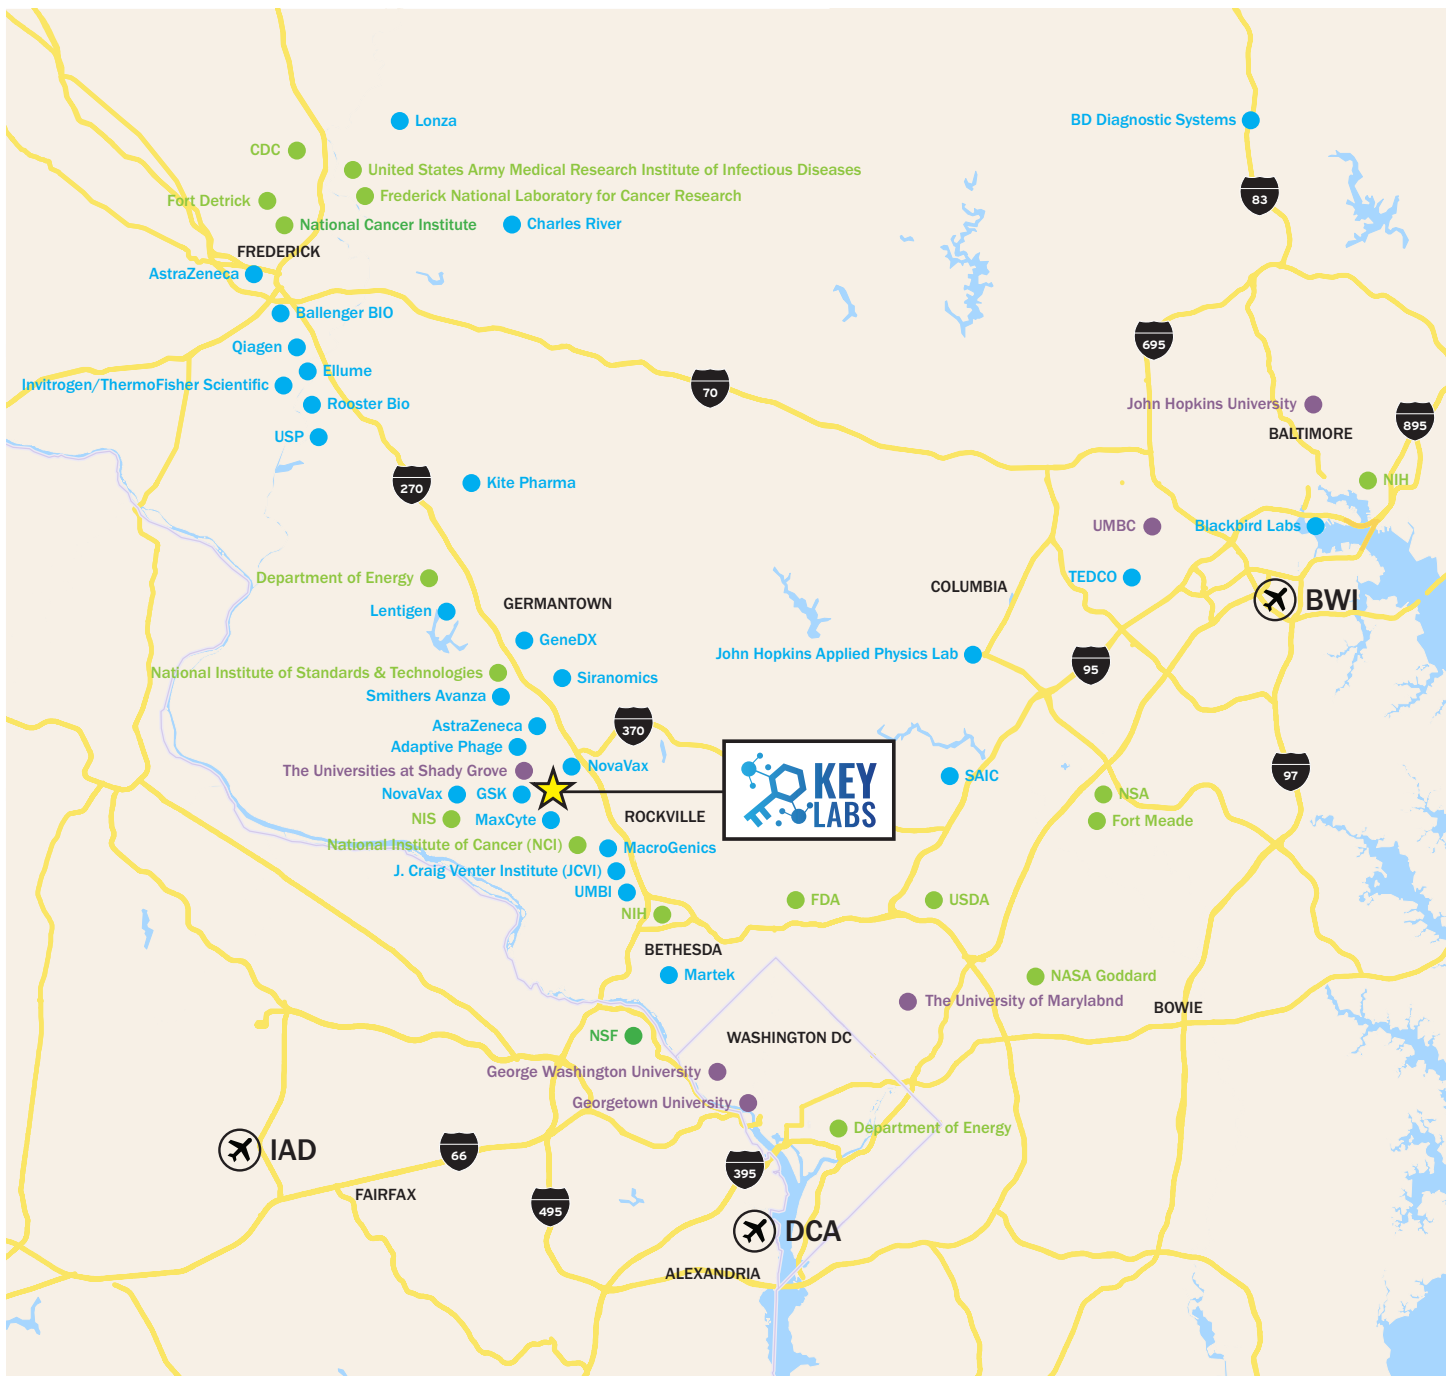 Lonza
BD Diagnostic Systems
CDC
United States Army Medical Research Institute of Infectious Diseases
Fort Detrick
Frederick National Laboratory for Cancer Research
83
National Cancer Institute
Charles River
FREDERICK
AstraZeneca
Ballenger BIO
695
Qiagen
Ellume
Invitrogen/ThermoFisher Scientific
70
Rooster Bio
John Hopkins University
895
USP
BALTIMORE
270
Kite Pharma
NIH
UMBC
Blackbird Labs
Department of Energy
TEDCO
COLUMBIA
GERMANTOWN
BWI
Lentigen
GeneDX
John Hopkins Applied Physics Lab
95
National Institute of Standards & Technologies
Siranomics
Smithers Avanza
AstraZeneca
370
Adaptive Phage
The Universities at Shady Grove
NovaVax
KEY
LABS
SAIC
97
NovaVax
GSK
NSA
NIS
MaxCyte
ROCKVILLE
Fort Meade
National Institute of Cancer (NCI)
MacroGenics
J. Craig Venter Institute (JCVI)
UMBI
FDA
USDA
NIH
BETHESDA
Martek
NASA Goddard
The University of Marylabnd
BOWIE
NSF
WASHINGTON DC
George Washington University
Georgetown University
Department of Energy
IAD
66
395
FAIRFAX
495
DCA
ALEXANDRIA